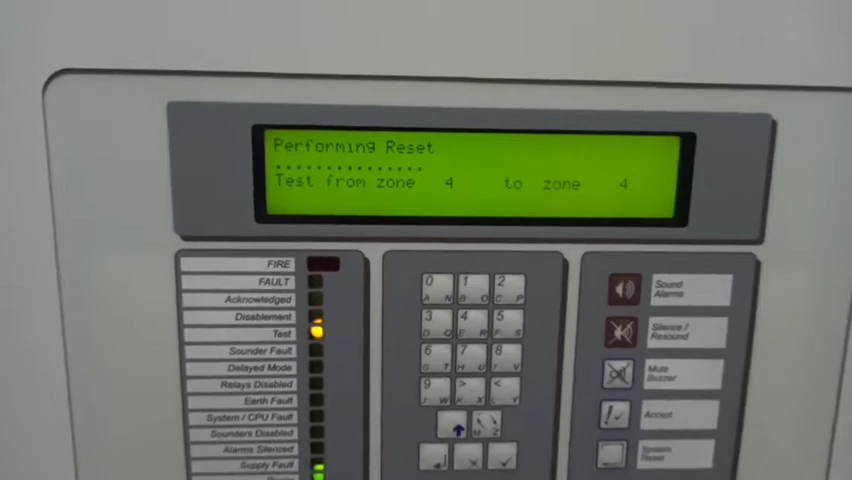 Performing Reset
...............
Test from zone 4 to zone 4
FIRE
FAULT
Acknowledged
Disablement
Test
Sounder Fault
Delayed Mode
Relays Disabled
Earth Fault
System / CPU Fault
Sounders Disabled
Alarms Silenced
Supply Fault
0 1 2
A N B O C P
3 4 5
D Q E R F S
6 7 8
G T H U I V
9 > <
J W K X L Y
M Z
Sound
Alarms
Silence /
Resound
Mute
Buzzer
Accept
System
Reset